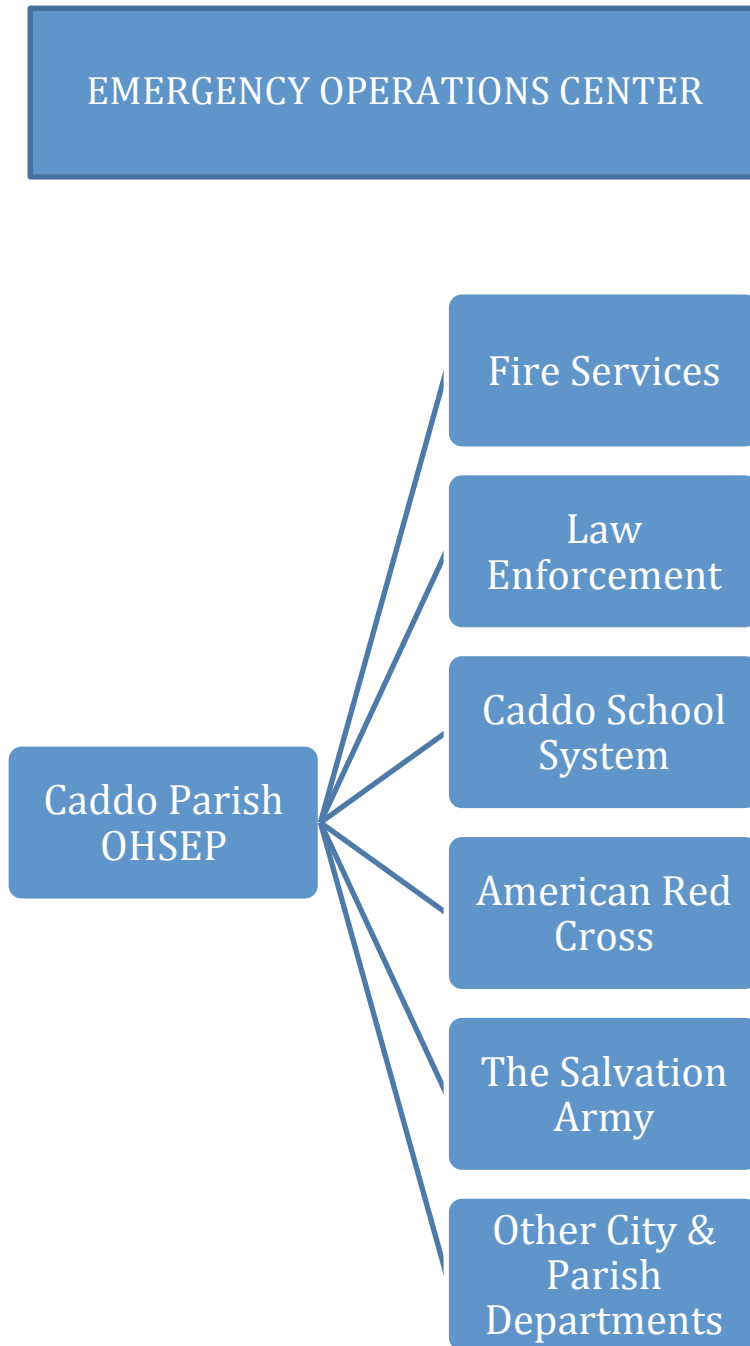 EMERGENCY OPERATIONS CENTER
Fire Services
Law
Enforcement
Caddo School
System
Caddo Parish
OHSEP
American Red
Cross
The Salvation
Army
Other City &
Parish
Departments